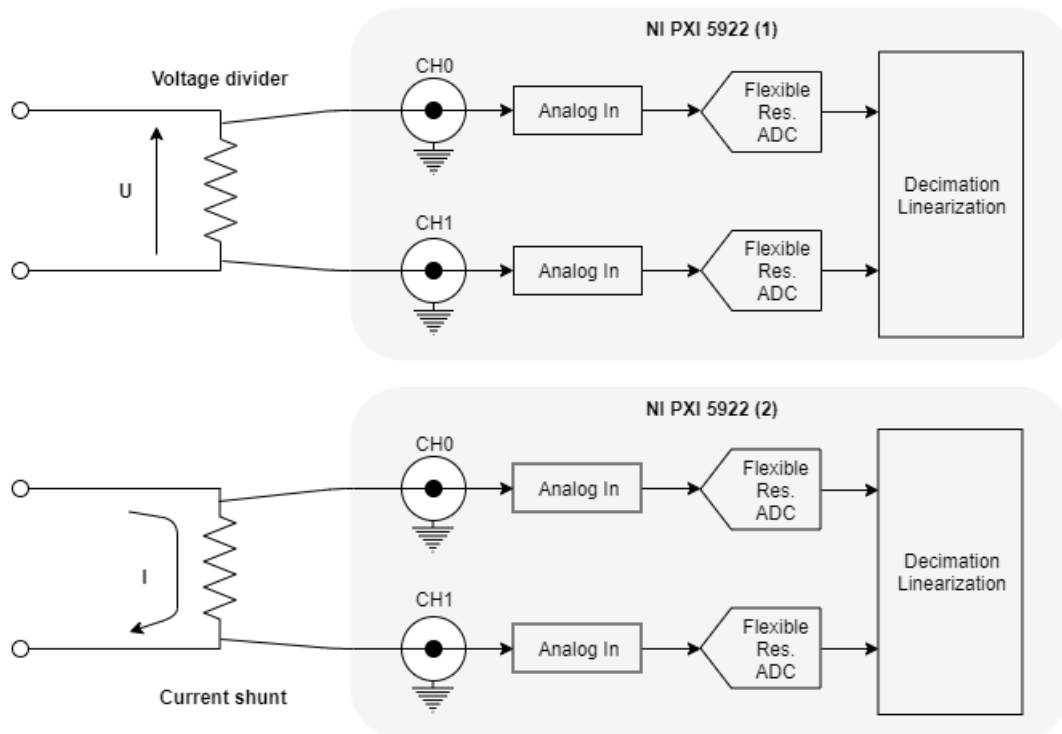 NI PXI 5922 (1)
Voltage divider
CH0
Analog In
Flexible
Res.
ADC
U
Decimation
Linearization
CH1
Analog In
Flexible
Res.
ADC
NI PXI 5922 (2)
CH0
Analog In
Flexible
Res.
ADC
I
Decimation
Linearization
CH1
Analog In
Flexible
Res.
ADC
Current shunt